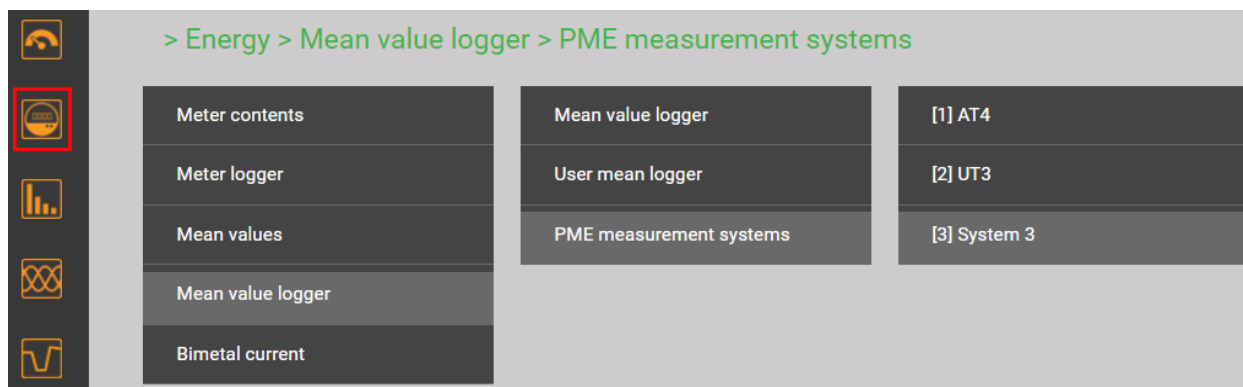 > Energy > Mean value logger > PME measurement systems
Meter contents
Meter logger
Mean values
Mean value logger
Bimetal current
Mean value logger
User mean logger
PME measurement systems
[1] AT4
[2] UT3
[3] System 3